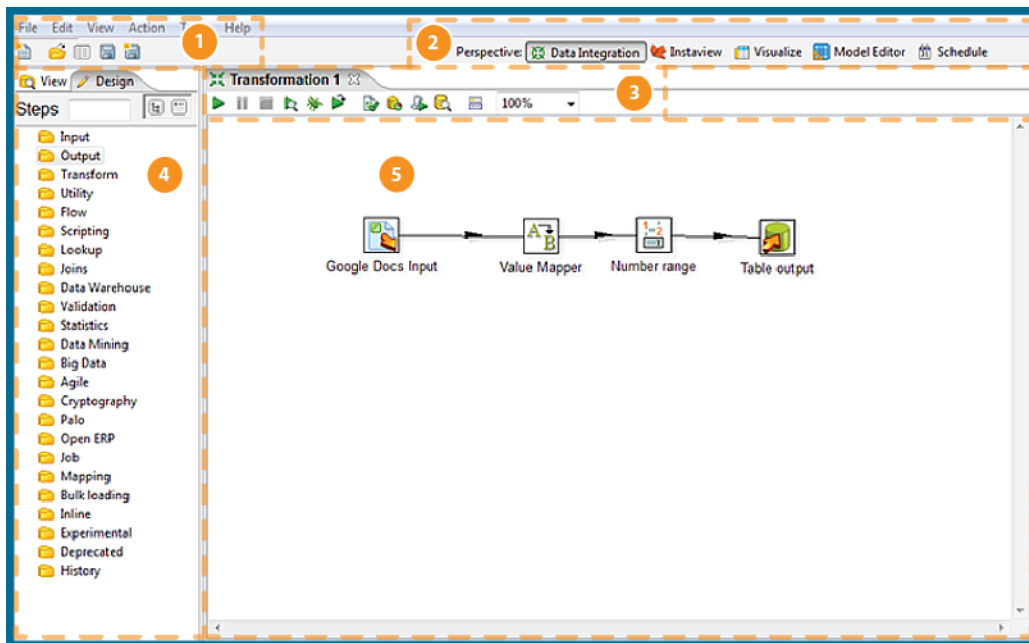 File Edit View Action Help
1
2
Perspective: Data Integration Instaview Visualize Model Editor Schedule
View Design
Transformation 1
Steps
100%
3
Input
Output
Transform
4
Utility
Flow
Scripting
Lookup
Joins
Data Warehouse
Validation
Statistics
Data Mining
Big Data
Agile
Cryptography
Palo
Open ERP
Job
Mapping
Bulk loading
Inline
Experimental
Deprecated
History
5
Google Docs Input
A B
Value Mapper
1-2
Number range
Table output